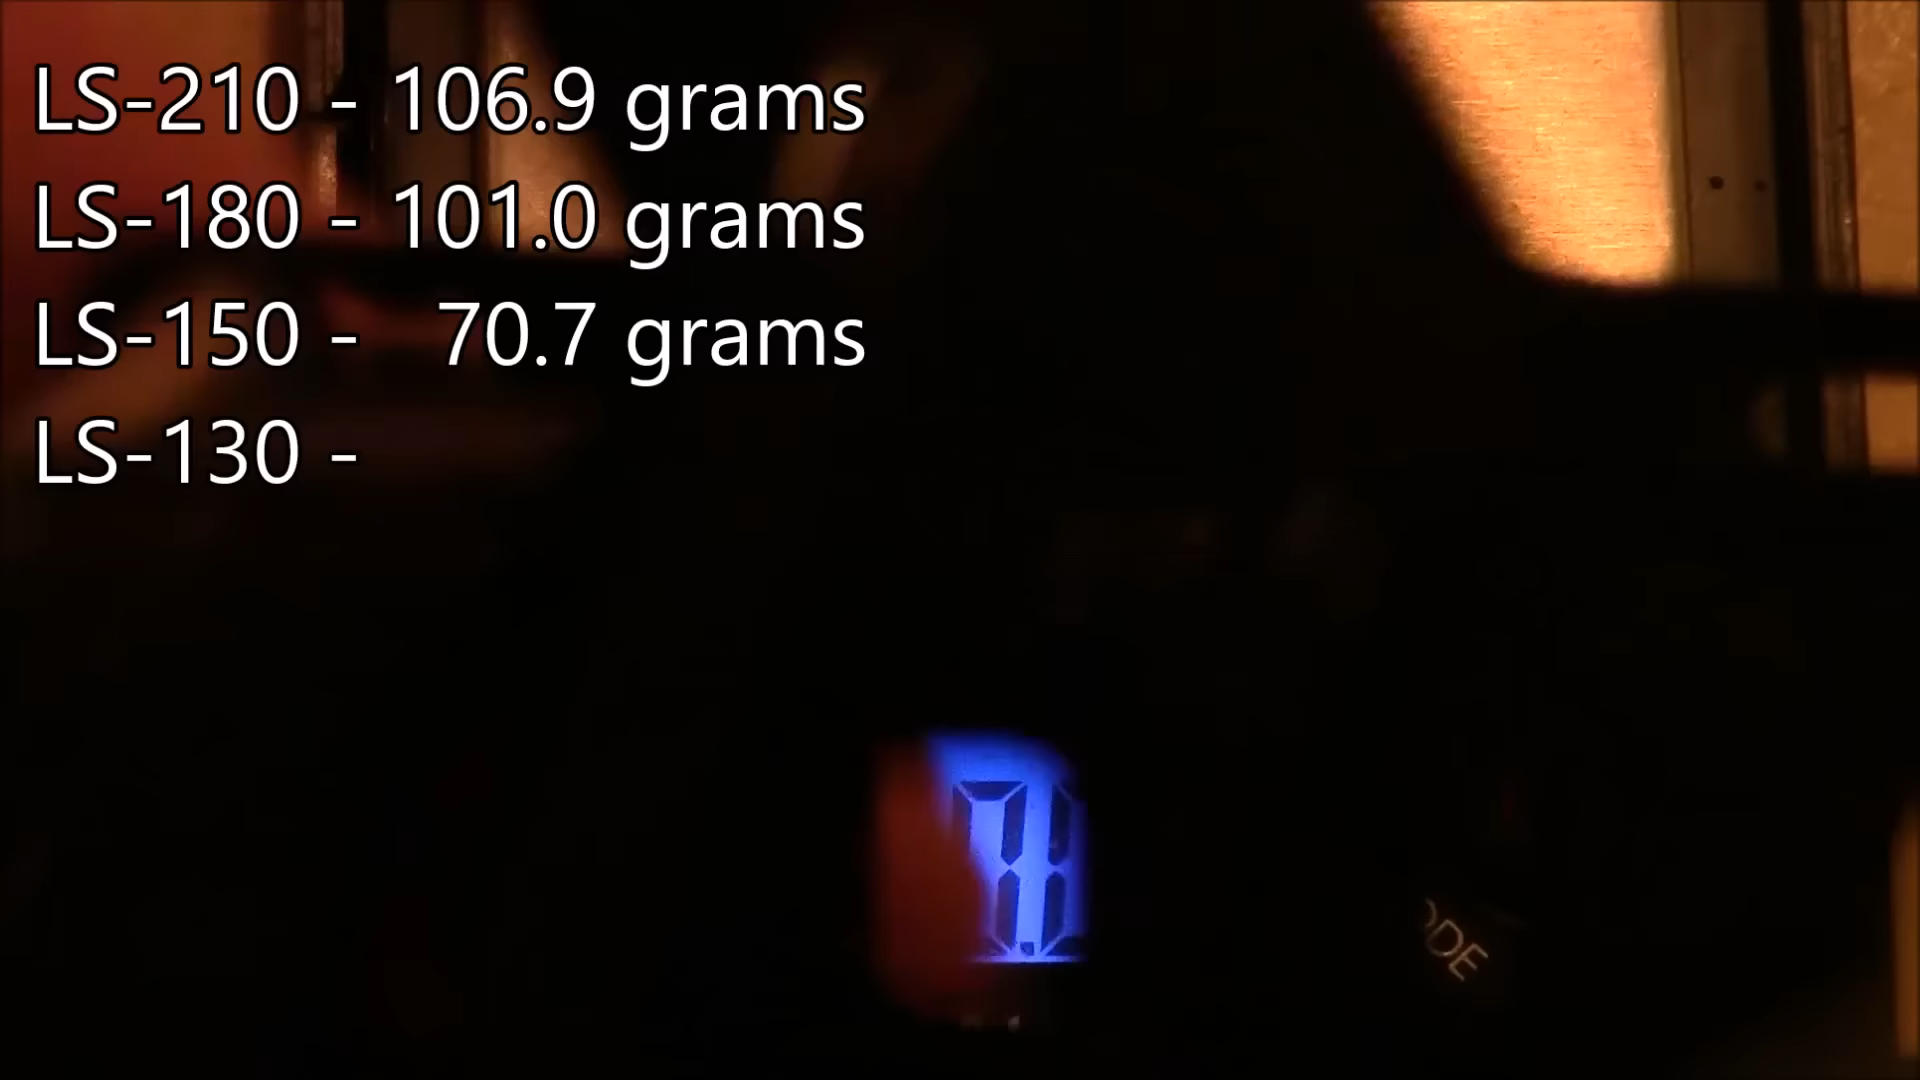 LS-210 - 106.9 grams
LS-180 - 101.0 grams
LS-150 - 70.7 grams
LS-130 -